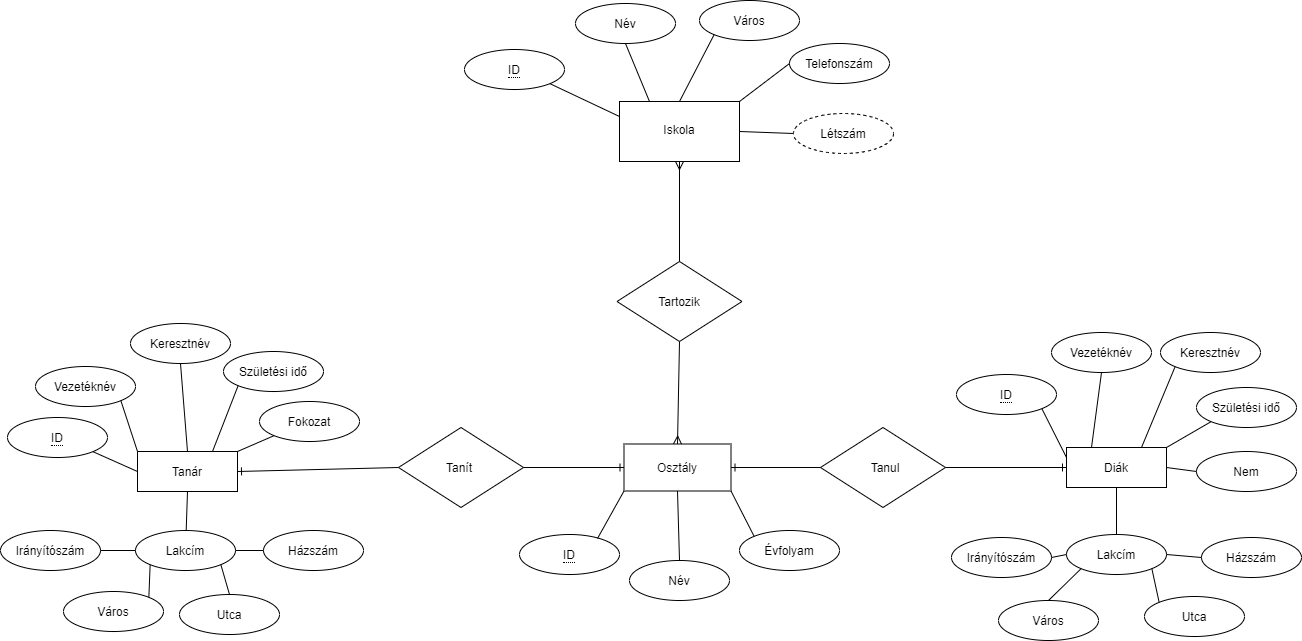 Név
Város
ID
Telefonszám
Iskola
Létszám
Tartozik
Keresztnév
Vezetéknév
Születési idő
ID
Fokozat
Tanár
Tanít
Osztály
Tanul
Vezetéknév
Keresztnév
ID
Születési idő
Diák
Nem
Irányítószám
Lakcím
Házszám
Város
Utca
ID
Név
Évfolyam
Irányítószám
Lakcím
Házszám
Város
Utca